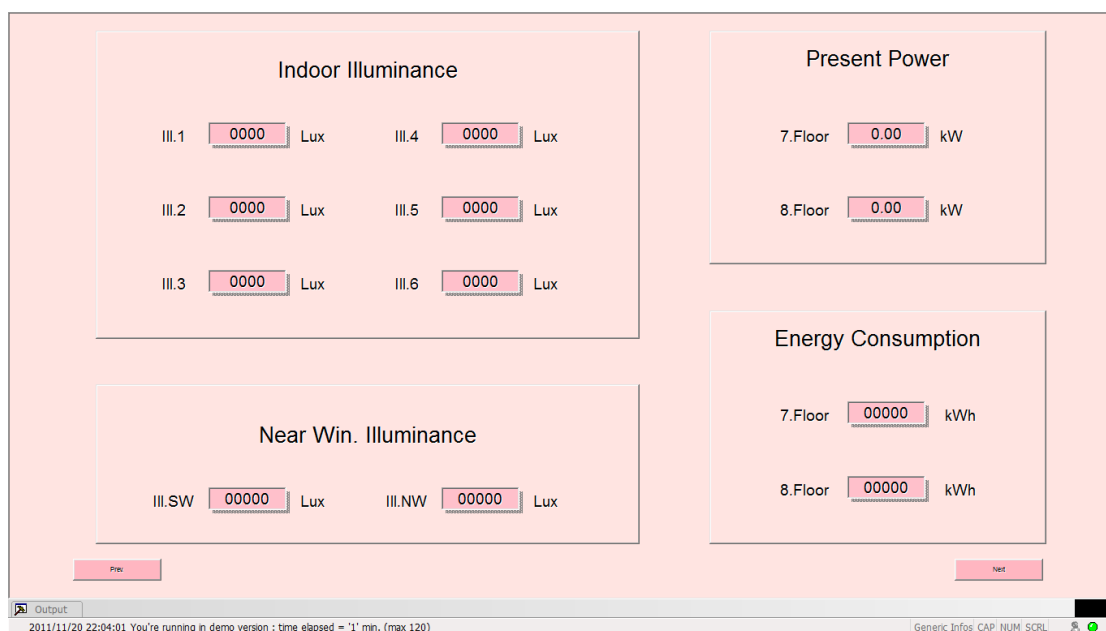 Indoor Illuminance
Ill.1 0000 Lux Ill.4 0000 Lux
Ill.2 0000 Lux Ill.5 0000 Lux
Ill.3 0000 Lux Ill.6 0000 Lux
Near Win. Illuminance
Ill.SW 00000 Lux Ill.NW 00000 Lux
Present Power
7.Floor 0.00 kW
8.Floor 0.00 kW
Energy Consumption
7.Floor 00000 kWh
8.Floor 00000 kWh
Prev.
Next
Output
2011/11/20 22:04:01 You're running in demo version : time elapsed = '1' min. (max 120)
Generic Infos CAP NUM SCRL